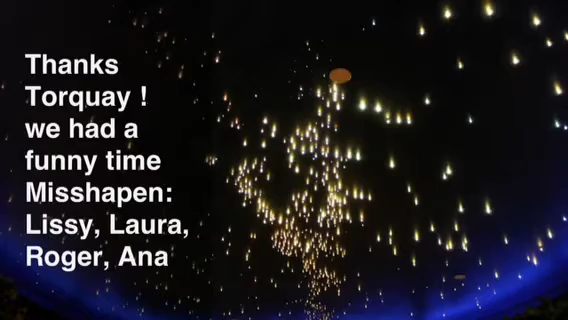 Thanks
Torquay !
we had a
funny time
Misshapen:
Lissy, Laura,
Roger, Ana